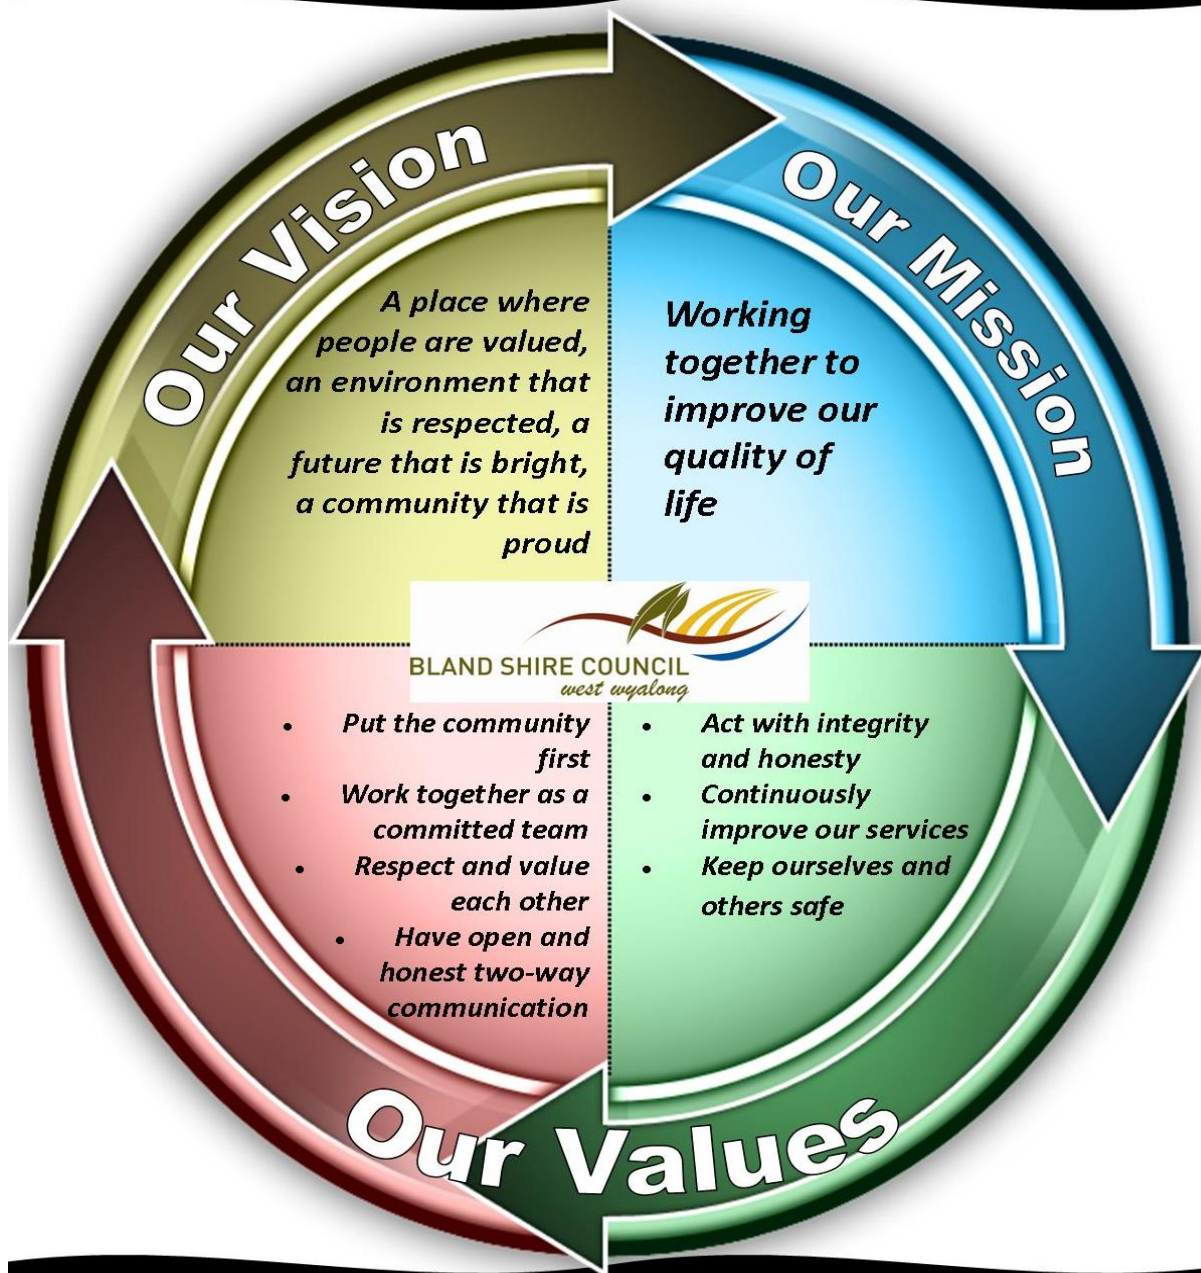 Our Vision
A place where
people are valued,
an environment that
is respected, a
future that is bright,
a community that is
proud
Our Mission
Working
together to
improve our
quality of
life
BLAND SHIRE COUNCIL
west wyalong
• Put the community
first
• Work together as a
committed team
• Respect and value
each other
• Have open and
honest two-way
communication
• Act with integrity
and honesty
• Continuously
improve our services
• Keep ourselves and
others safe
Our Values